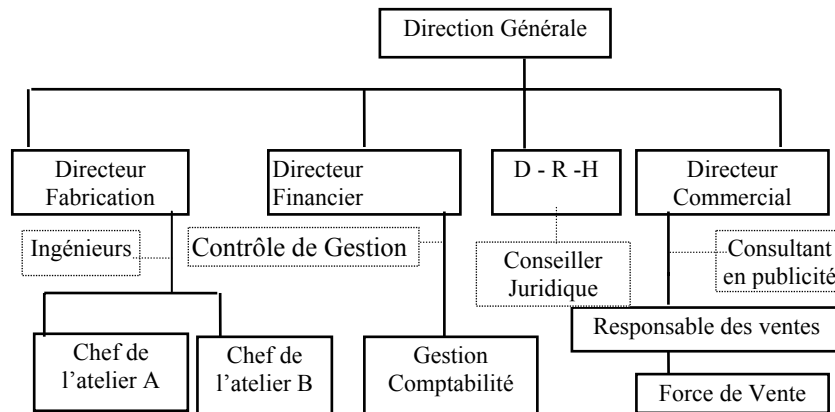 Direction Générale
Directeur
Fabrication
Directeur
Financier
D - R -H
Directeur
Commercial
Ingénieurs
Contrôle de Gestion
Conseiller
Juridique
Consultant
en publicité
Responsable des ventes
Chef de
l’atelier A
Chef de
l’atelier B
Gestion
Comptabilité
Force de Vente